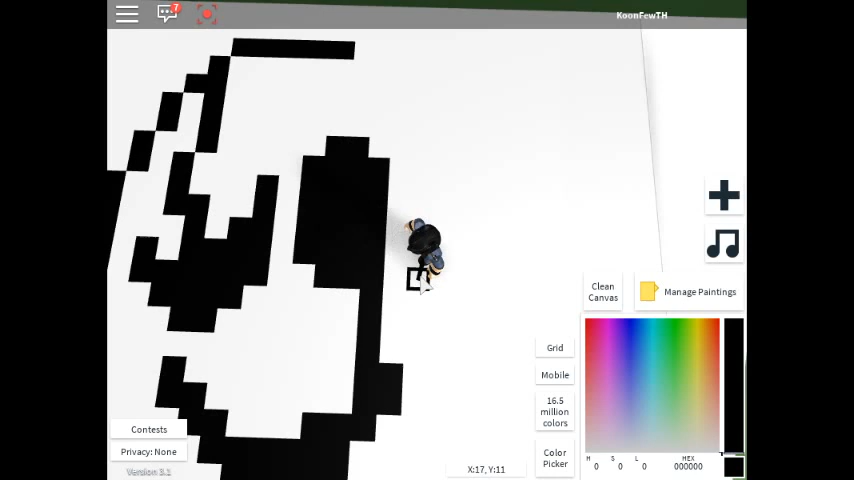 7
KoonFewTH
Clean
Canvas
Manage Paintings
Grid
Mobile
16.5
million
colors
Color
Picker
H S L HEX
0 0 0 000000
Contests
Privacy: None
Version 3.1
X:17, Y:11